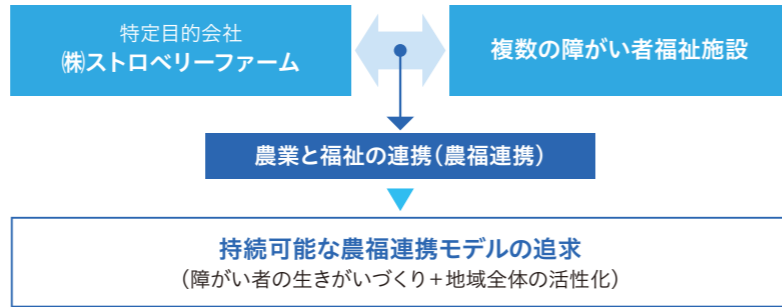 特定目的会社
㈱ストロベリーファーム
複数の障がい者福祉施設
農業と福祉の連携(農福連携)
持続可能な農福連携モデルの追求
(障がい者の生きがいづくり+地域全体の活性化)